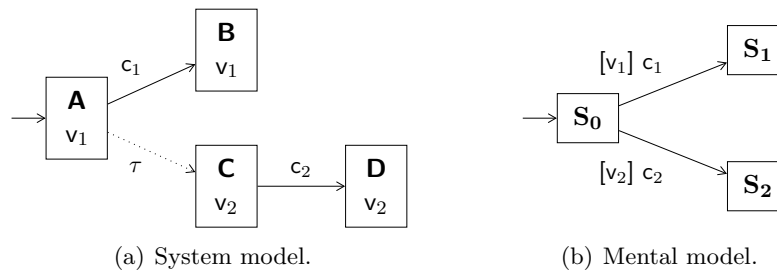 B
v₁
c₁
A
v₁
τ
C
v₂
c₂
D
v₂
(a) System model.
S₁
[v₁] c₁
S₀
[v₂] c₂
S₂
(b) Mental model.